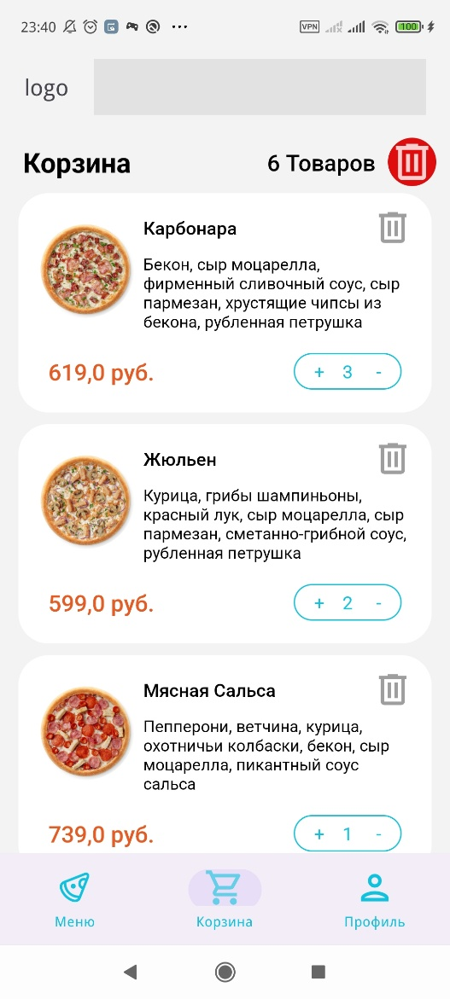 23:40 VPN 100
logo
Корзина 6 Товаров
Карбонара
Бекон, сыр моцарелла,
фирменный сливочный соус, сыр
пармезан, хрустящие чипсы из
бекона, рубленная петрушка
619,0 руб. + 3 -
Жюльен
Курица, грибы шампиньоны,
красный лук, сыр моцарелла, сыр
пармезан, сметанно-грибной соус,
рубленная петрушка
599,0 руб. + 2 -
Мясная Сальса
Пепперони, ветчина, курица,
охотничьи колбаски, бекон, сыр
моцарелла, пикантный соус
сальса
739,0 руб. + 1 -
Меню Корзина Профиль